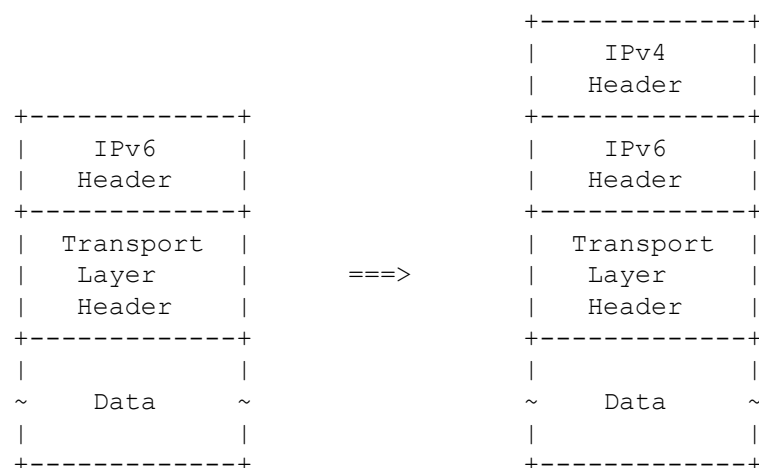 +-------------+
                                 |    IPv4     |
                                 |   Header    |
+-------------+                  +-------------+
|    IPv6     |                  |    IPv6     |
|   Header    |                  |   Header    |
+-------------+                  +-------------+
|  Transport  |                  |  Transport  |
|   Layer     |      ===>        |   Layer     |
|   Header    |                  |   Header    |
+-------------+                  +-------------+
|             |                  |             |
~    Data     ~                  ~    Data     ~
|             |                  |             |
+-------------+                  +-------------+